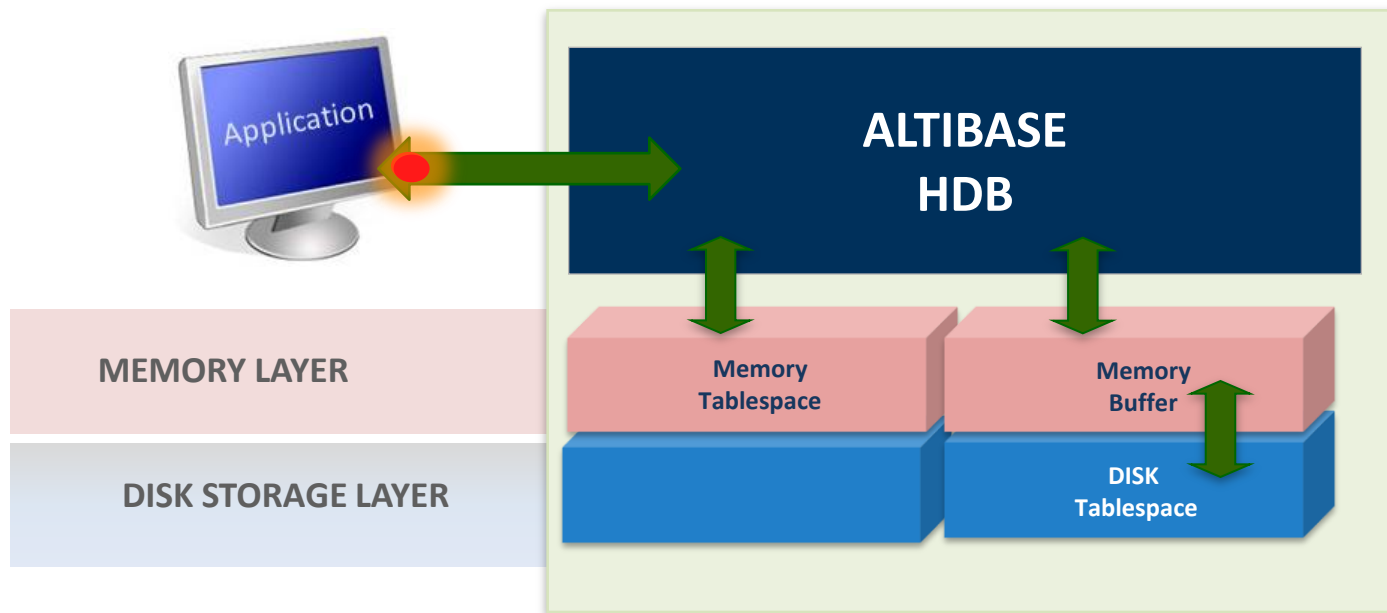 Application
ALTIBASE
HDB
MEMORY LAYER
Memory
Tablespace
Memory
Buffer
DISK STORAGE LAYER
DISK
Tablespace